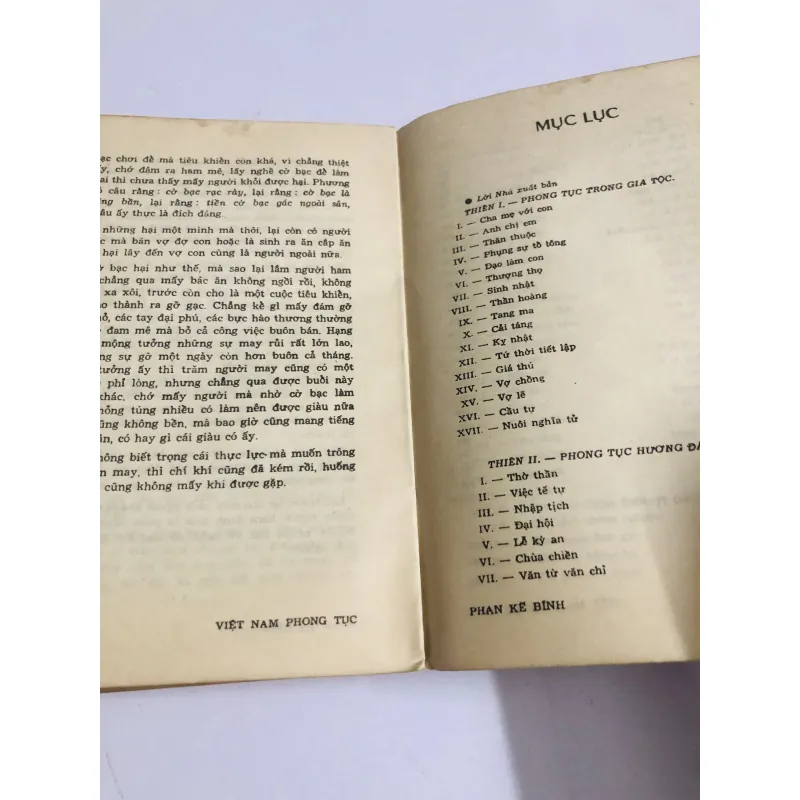 ạc chơi để mà tiêu khiển còn khá, vì chẳng thiệt
y, chớ đâm ra ham mê, lấy nghề cờ bạc để làm
ai thì chưa thấy mấy người khỏi được hại. Phương
ó câu rằng: cờ bạc rạc rày, lại rằng: cờ bạc là
ng bần, lại rằng: tiền cờ bạc gác ngoài sân,
âu ấy thực là đích đáng.
những hại một mình mà thôi, lại còn có người
c mà bán vợ đợ con hoặc là sinh ra ăn cắp ăn
hại lây đến vợ con cùng là người ngoài nữa.
ờ bạc hại như thế, mà sao lại lắm người ham
chẳng qua mấy bác ăn không ngồi rồi, không
xa xôi, trước còn cho là một cuộc tiêu khiển,
ào thành ra gỡ gạc. Chẳng kể gì mấy đám gỡ
ỏ, các tay đại phú, các bực hào thương thường
đam mê mà bỏ cả công việc buôn bán. Hạng
mộng tưởng những sự may rủi rất lớn lao,
ng sự gỡ một ngày còn hơn buôn cả tháng.
tưởng ấy thì trăm người may cũng có một
phỉ lòng, nhưng chẳng qua được buổi này
khác, chớ mấy người mà nhờ cờ bạc làm
hổng túng nhiều có làm nên được giàu nữa
ũng không bền, mà bao giờ cũng mang tiếng
in, có hay gì cái giàu có ấy.
hông biết trọng cái thực lực mà muốn trông
n may, thì chí khí cũng đã kém rồi, huống
cũng không mấy khi được gặp.
VIỆT NAM PHONG TỤC
MỤC LỤC
● Lời Nhà xuất bản
THIÊN I. — PHONG TỤC TRONG GIA TỘC.
I. — Cha mẹ với con
II. — Anh chị em
III. — Thân thuộc
IV. — Phụng sự tổ tông
V. — Đạo làm con
VI. — Thượng thọ
VII. — Sinh nhật
VIII. — Thần hoàng
IX. — Tang ma
X. — Cải táng
XI. — Kỵ nhật
XII. — Tứ thời tiết lập
XIII. — Giá thú
XIV. — Vợ chồng
XV. — Vợ lẽ
XVI. — Cầu tự
XVII. — Nuôi nghĩa tử
THIÊN II. — PHONG TỤC HƯƠNG ĐẢ
I. — Thờ thần
II. — Việc tế tự
III. — Nhập tịch
IV. — Đại hội
V. — Lễ kỳ an
VI. — Chùa chiền
VII. — Văn từ văn chỉ
PHAN KẾ BÍNH